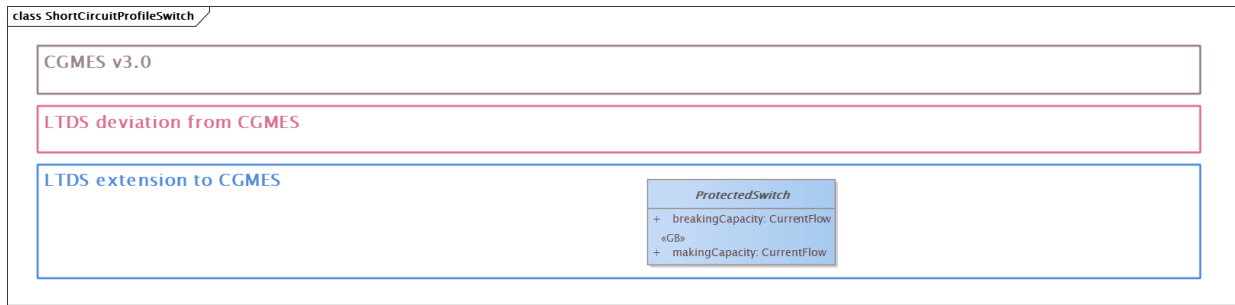 class ShortCircuitProfileSwitch
CGMES v3.0
LTDS deviation from CGMES
LTDS extension to CGMES
ProtectedSwitch
+ breakingCapacity: CurrentFlow
«GB»
+ makingCapacity: CurrentFlow